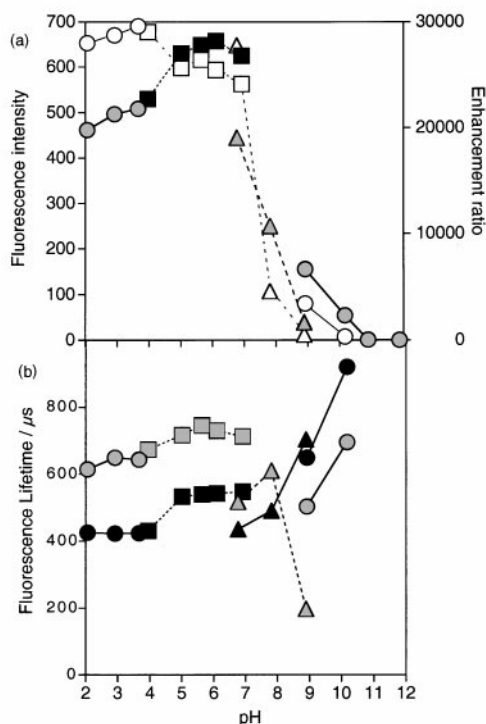 (a)
700
600
500
400
300
200
100
0
Fluorescence intensity
30000
20000
10000
0
Enhancement ratio
(b)
800
600
400
200
0
Fluorescence Lifetime / μs
2 3 4 5 6 7 8 9 10 11 12
pH